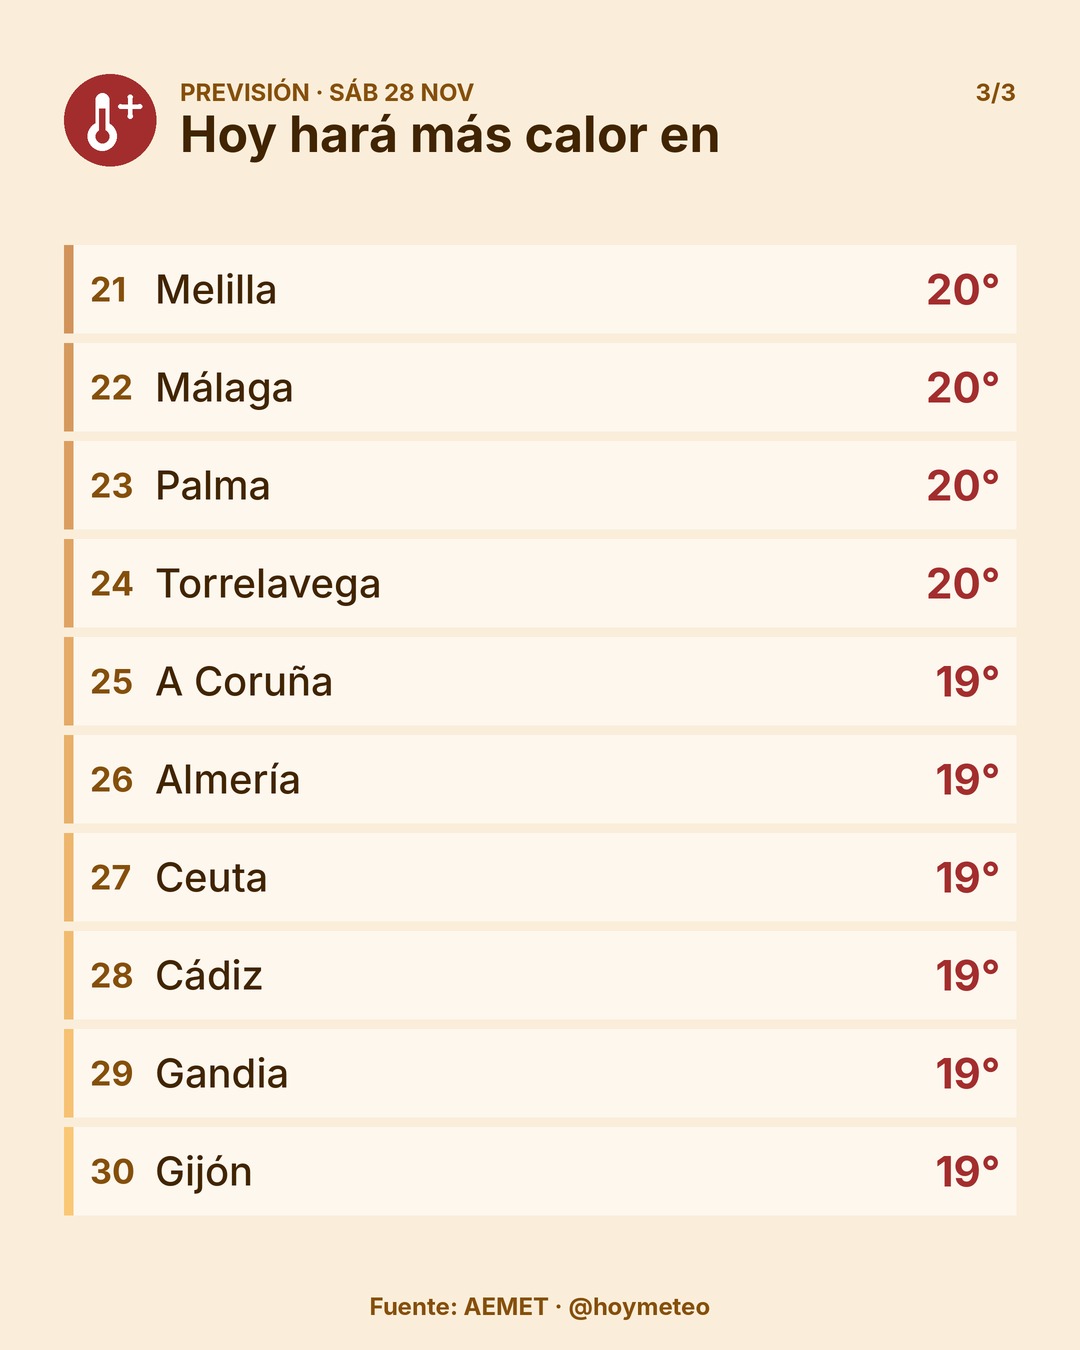 PREVISIÓN · SÁB 28 NOV
3/3
Hoy hará más calor en
21 Melilla 20°
22 Málaga 20°
23 Palma 20°
24 Torrelavega 20°
25 A Coruña 19°
26 Almería 19°
27 Ceuta 19°
28 Cádiz 19°
29 Gandia 19°
30 Gijón 19°
Fuente: AEMET · @hoymeteo